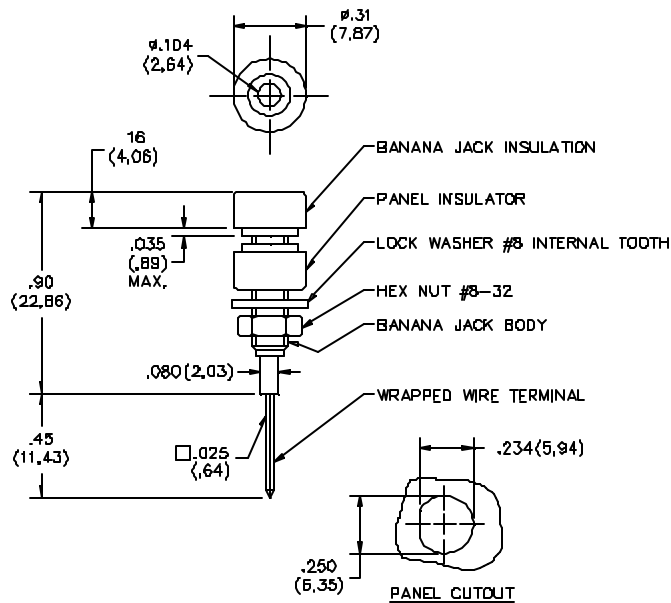 ø.31
(7,87)
ø.104
(2,64)
16
(4,06)
BANANA JACK INSULATION
PANEL INSULATOR
.035
(.89)
MAX.
LOCK WASHER #8 INTERNAL TOOTH
.90
(22,86)
HEX NUT #8-32
BANANA JACK BODY
.080(2,03)
WRAPPED WIRE TERMINAL
.45
(11,43)
□.025
(,64)
.234(5,94)
.250
(6,35)
PANEL CUTOUT